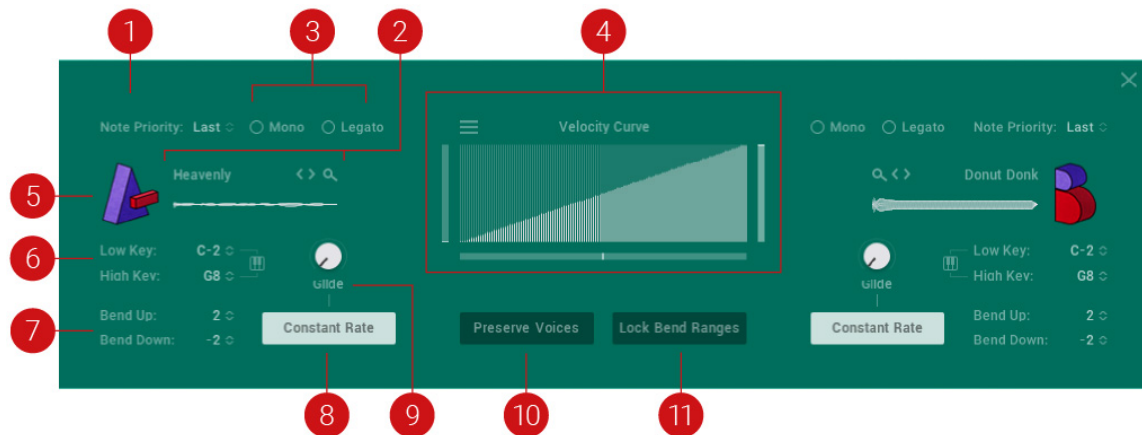 1
3
2
4
Note Priority: Last
Mono
Legato
Velocity Curve
Mono
Legato
Note Priority: Last
5
Heavenly
Donut Donk
A
B
6
Low Key: C-2
High Key: G8
Glide
Glide
Low Key: C-2
High Key: G8
7
Bend Up: 2
Bend Down: -2
Constant Rate
Preserve Voices
Lock Bend Ranges
Constant Rate
Bend Up: 2
Bend Down: -2
8
9
10
11